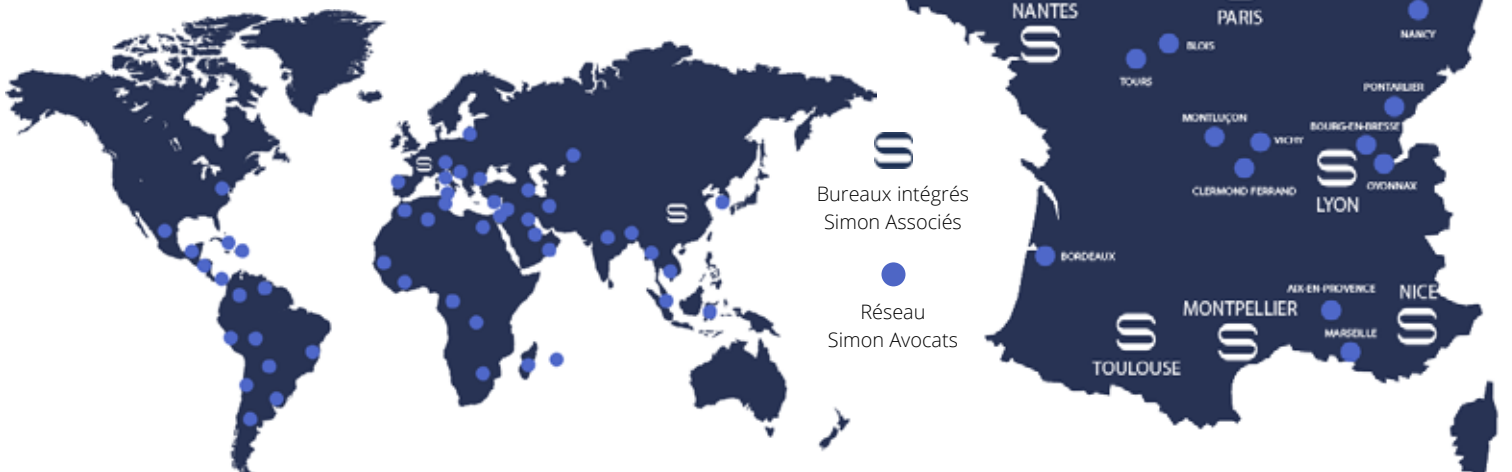 Bureaux intégrés
Simon Associés
Réseau
Simon Avocats
NANTES
PARIS
NANCY
BLOIS
TOURS
PONTARLIER
MONTLUÇON
BOURG-EN-BRESSE
VICHY
CLERMOND FERRAND
OYONNAX
LYON
BORDEAUX
AIX-EN-PROVENCE
NICE
MONTPELLIER
MARSEILLE
TOULOUSE